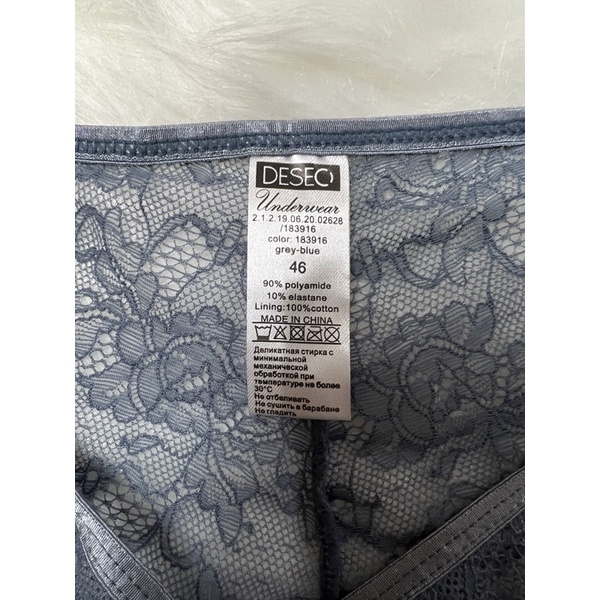 DESEO
Underwear
2.1.2.19.06.20.02628
/183916
color: 183916
grey-blue
46
90% polyamide
10% elastane
Lining:100%cotton
MADE IN CHINA
Деликатная стирка с
минимальной
механической
обработкой при
температуре не более
30°C
Не отбеливать
Не сушить в барабане
Не гладить